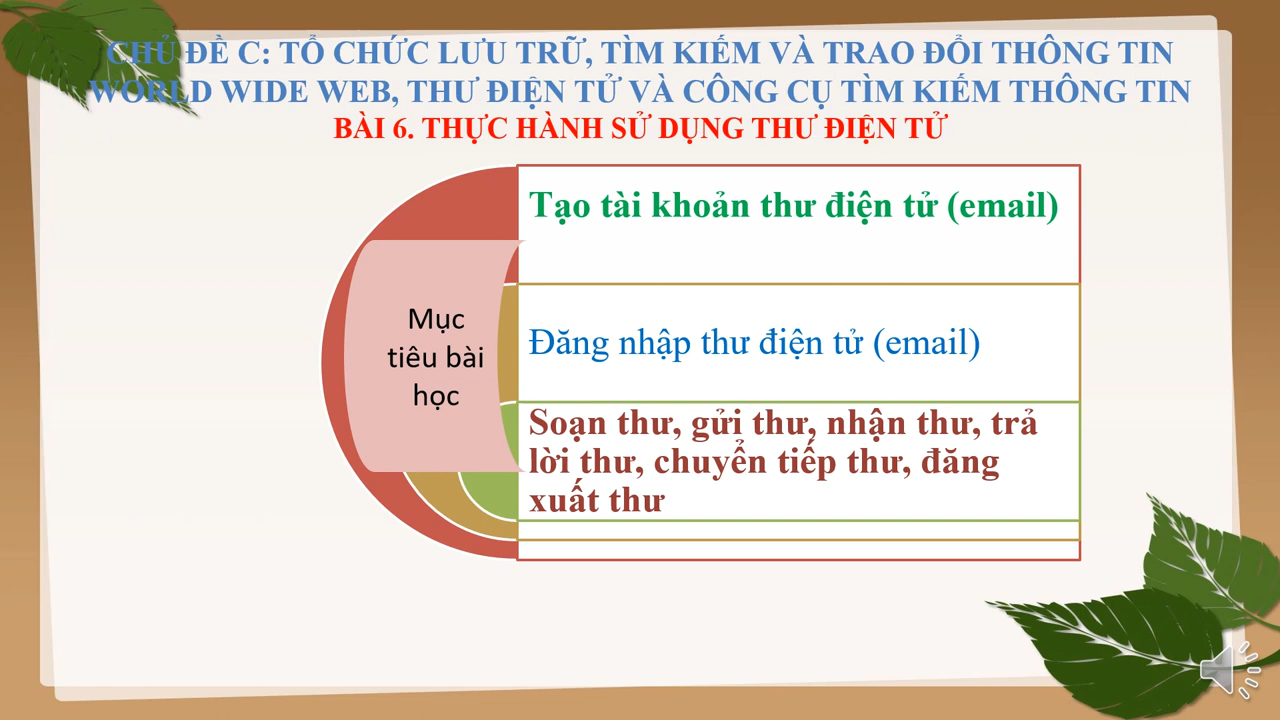 CHỦ ĐỀ C: TỔ CHỨC LƯU TRỮ, TÌM KIẾM VÀ TRAO ĐỔI THÔNG TIN
WORLD WIDE WEB, THƯ ĐIỆN TỬ VÀ CÔNG CỤ TÌM KIẾM THÔNG TIN
BÀI 6. THỰC HÀNH SỬ DỤNG THƯ ĐIỆN TỬ
Mục
tiêu bài
học
Tạo tài khoản thư điện tử (email)
Đăng nhập thư điện tử (email)
Soạn thư, gửi thư, nhận thư, trả
lời thư, chuyển tiếp thư, đăng
xuất thư